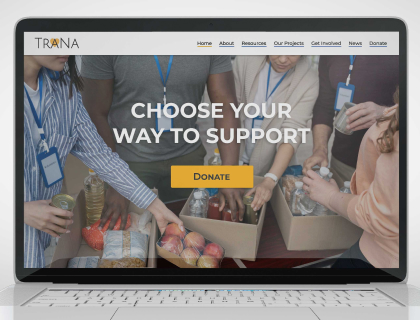 TRANA
Home About Resources Our Projects Get Involved News Donate
CHOOSE YOUR
WAY TO SUPPORT
DONATE